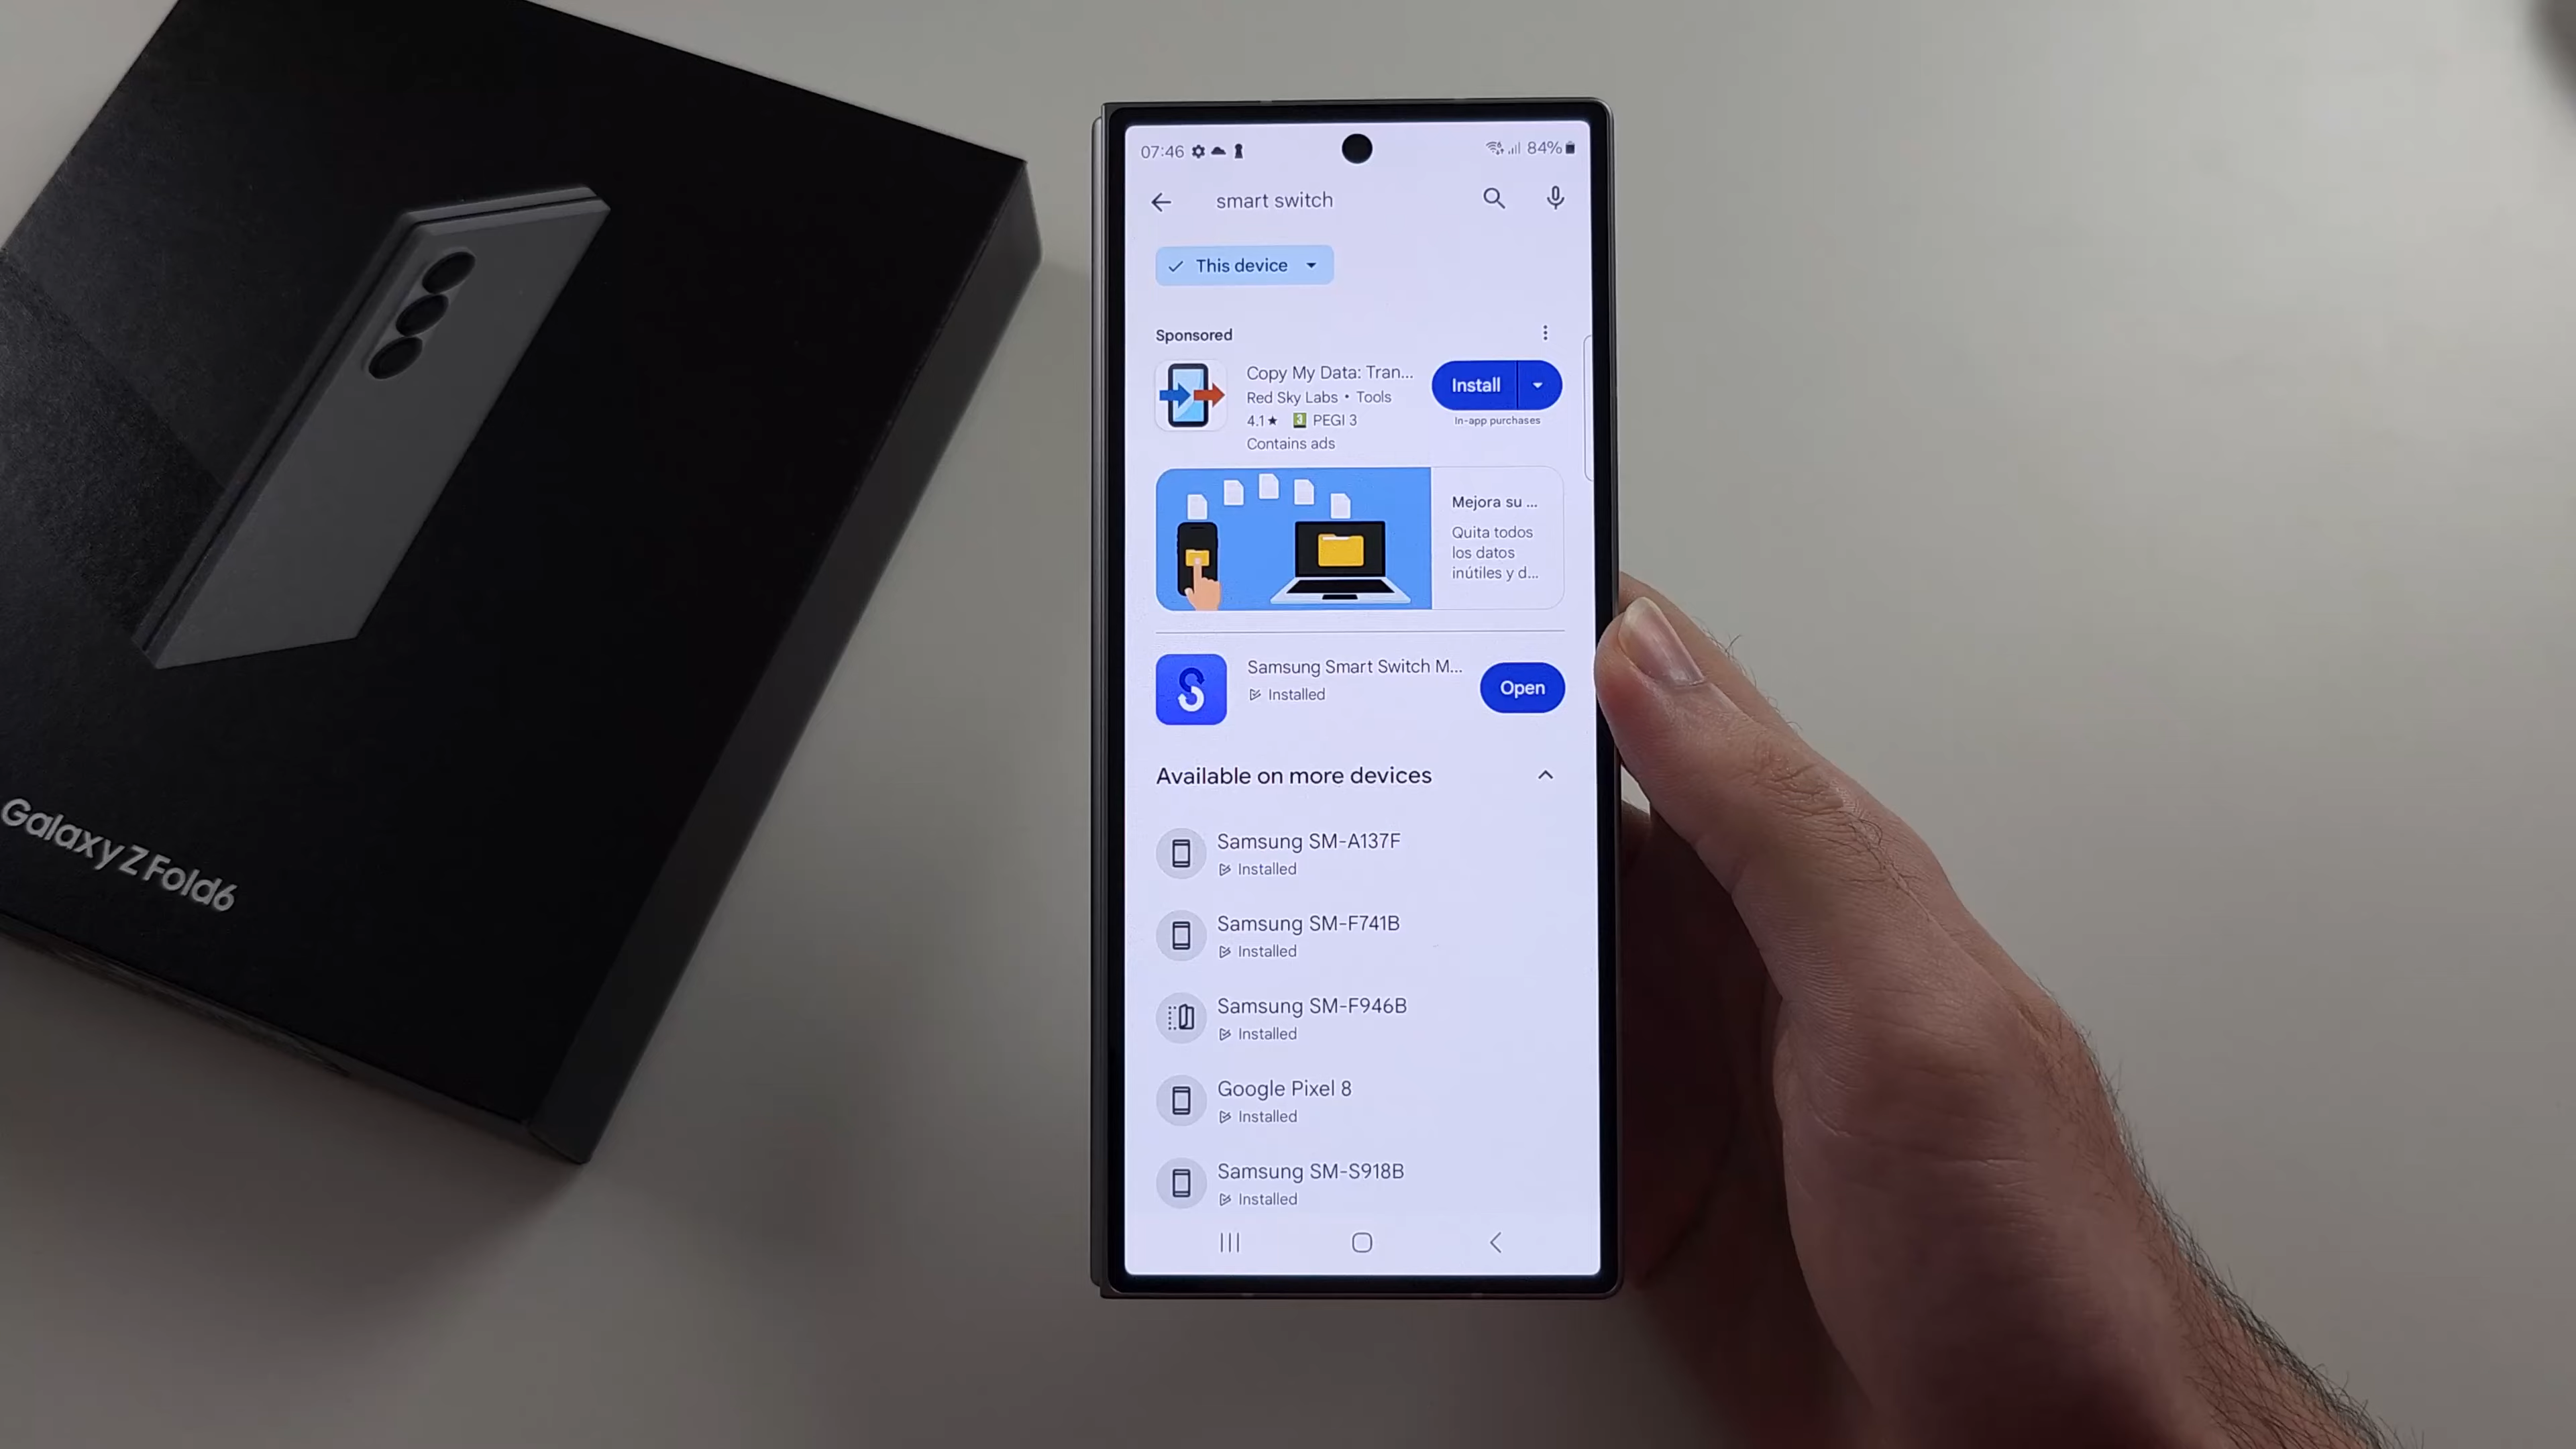 Galaxy Z Fold6
07:46
84%
smart switch
This device
Sponsored
Copy My Data: Tran...
Red Sky Labs • Tools
4.1★ 3 PEGI 3
Contains ads
Install
In-app purchases
Mejora su ...
Quita todos
los datos
inútiles y d...
Samsung Smart Switch M...
Installed
Open
Available on more devices
Samsung SM-A137F
Installed
Samsung SM-F741B
Installed
Samsung SM-F946B
Installed
Google Pixel 8
Installed
Samsung SM-S918B
Installed